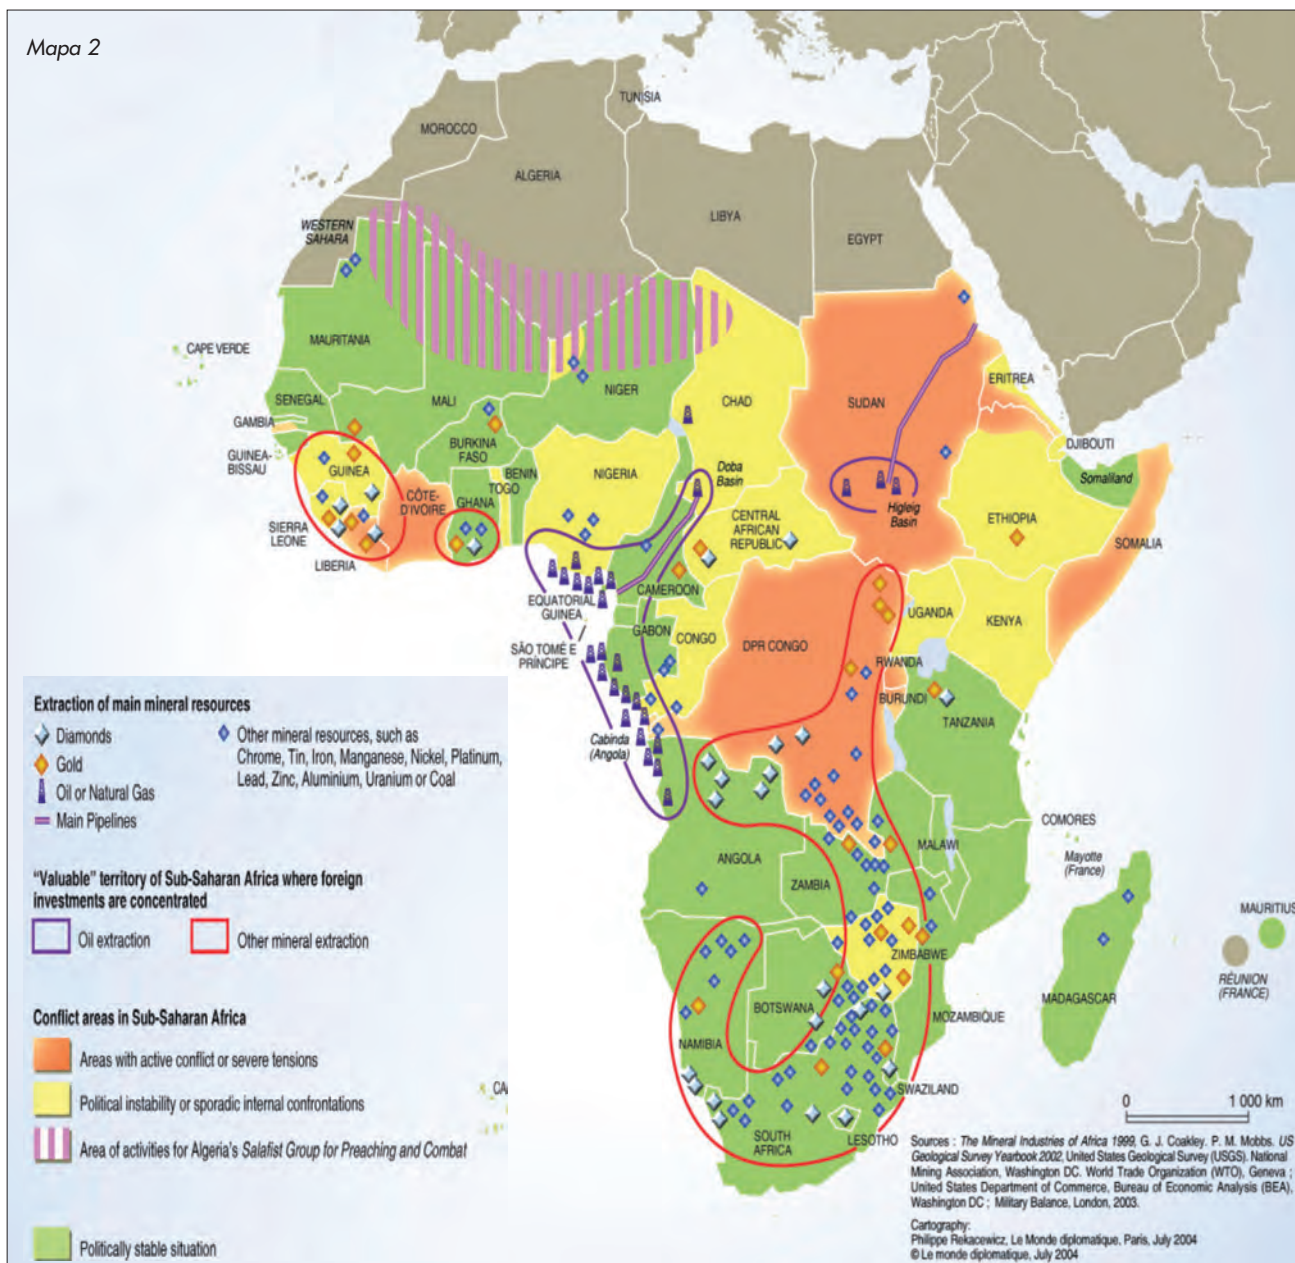 Mapa 2
TUNISIA
MOROCCO
ALGERIA
LIBYA
EGYPT
WESTERN
SAHARA
CAPE VERDE
MAURITANIA
MALI
NIGER
CHAD
SUDAN
ERITREA
SENEGAL
GAMBIA
GUINEA-
BISSAU
GUINEA
BURKINA
FASO
BENIN
TOGO
NIGERIA
Doba
Basin
DJIBOUTI
Somaliland
SIERRA
LEONE
LIBERIA
CÔTE-
D'IVOIRE
GHANA
CENTRAL
AFRICAN
REPUBLIC
Higleig
Basin
ETHIOPIA
SOMALIA
EQUATORIAL
GUINEA
CAMEROON
SÃO TOMÉ E
PRÍNCIPE
GABON
CONGO
DPR CONGO
UGANDA
KENYA
RWANDA
BURUNDI
TANZANIA
Cabinda
(Angola)
COMORES
Mayotte
(France)
ANGOLA
ZAMBIA
MALAWI
MAURITIUS
RÉUNION
(FRANCE)
MADAGASCAR
ZIMBABWE
MOZAMBIQUE
BOTSWANA
NAMIBIA
SWAZILAND
LESOTHO
SOUTH
AFRICA
CA
Extraction of main mineral resources
Diamonds
Gold
Oil or Natural Gas
Main Pipelines
Other mineral resources, such as
Chrome, Tin, Iron, Manganese, Nickel, Platinum,
Lead, Zinc, Aluminium, Uranium or Coal
“Valuable” territory of Sub-Saharan Africa where foreign
investments are concentrated
Oil extraction
Other mineral extraction
Conflict areas in Sub-Saharan Africa
Areas with active conflict or severe tensions
Political instability or sporadic internal confrontations
Area of activities for Algeria's Salafist Group for Preaching and Combat
Politically stable situation
0 1 000 km
Sources : The Mineral Industries of Africa 1999, G. J. Coakley. P. M. Mobbs. US
Geological Survey Yearbook 2002, United States Geological Survey (USGS). National
Mining Association, Washington DC. World Trade Organization (WTO), Geneva ;
United States Department of Commerce, Bureau of Economic Analysis (BEA),
Washington DC ; Military Balance, London, 2003.
Cartography:
Philippe Rekacewicz, Le Monde diplomatique, Paris, July 2004
© Le monde diplomatique, July 2004